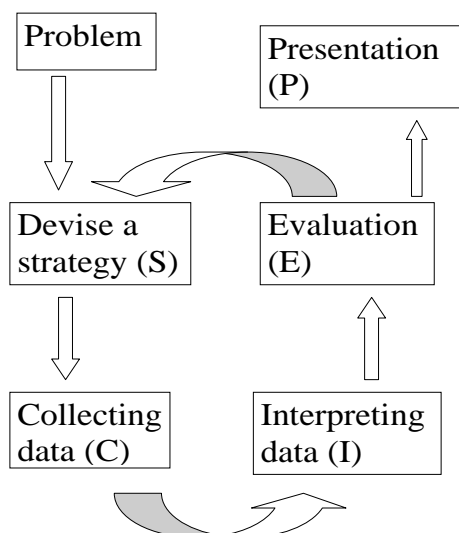 Problem
Presentation
(P)
Devise a
strategy (S)
Evaluation
(E)
Collecting
data (C)
Interpreting
data (I)